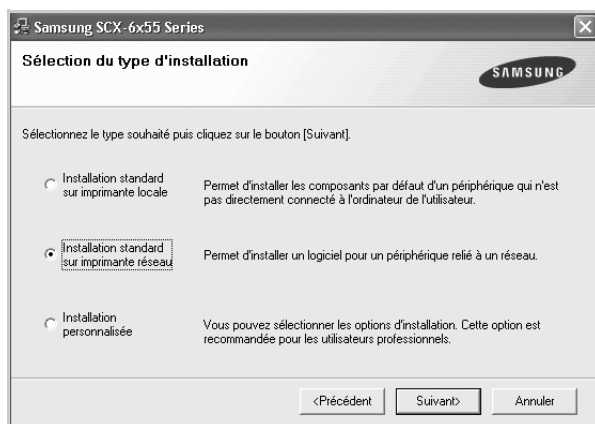 Samsung SCX-6x55 Series
Sélection du type d'installation
SAMSUNG
Sélectionnez le type souhaité puis cliquez sur le bouton [Suivant].
Installation standard
sur imprimante locale
Permet d'installer les composants par défaut d'un périphérique qui n'est
pas directement connecté à l'ordinateur de l'utilisateur.
Installation standard
sur imprimante réseau
Permet d'installer un logiciel pour un périphérique relié à un réseau.
Installation
personnalisée
Vous pouvez sélectionner les options d'installation. Cette option est
recommandée pour les utilisateurs professionnels.
<Précédent
Suivant>
Annuler